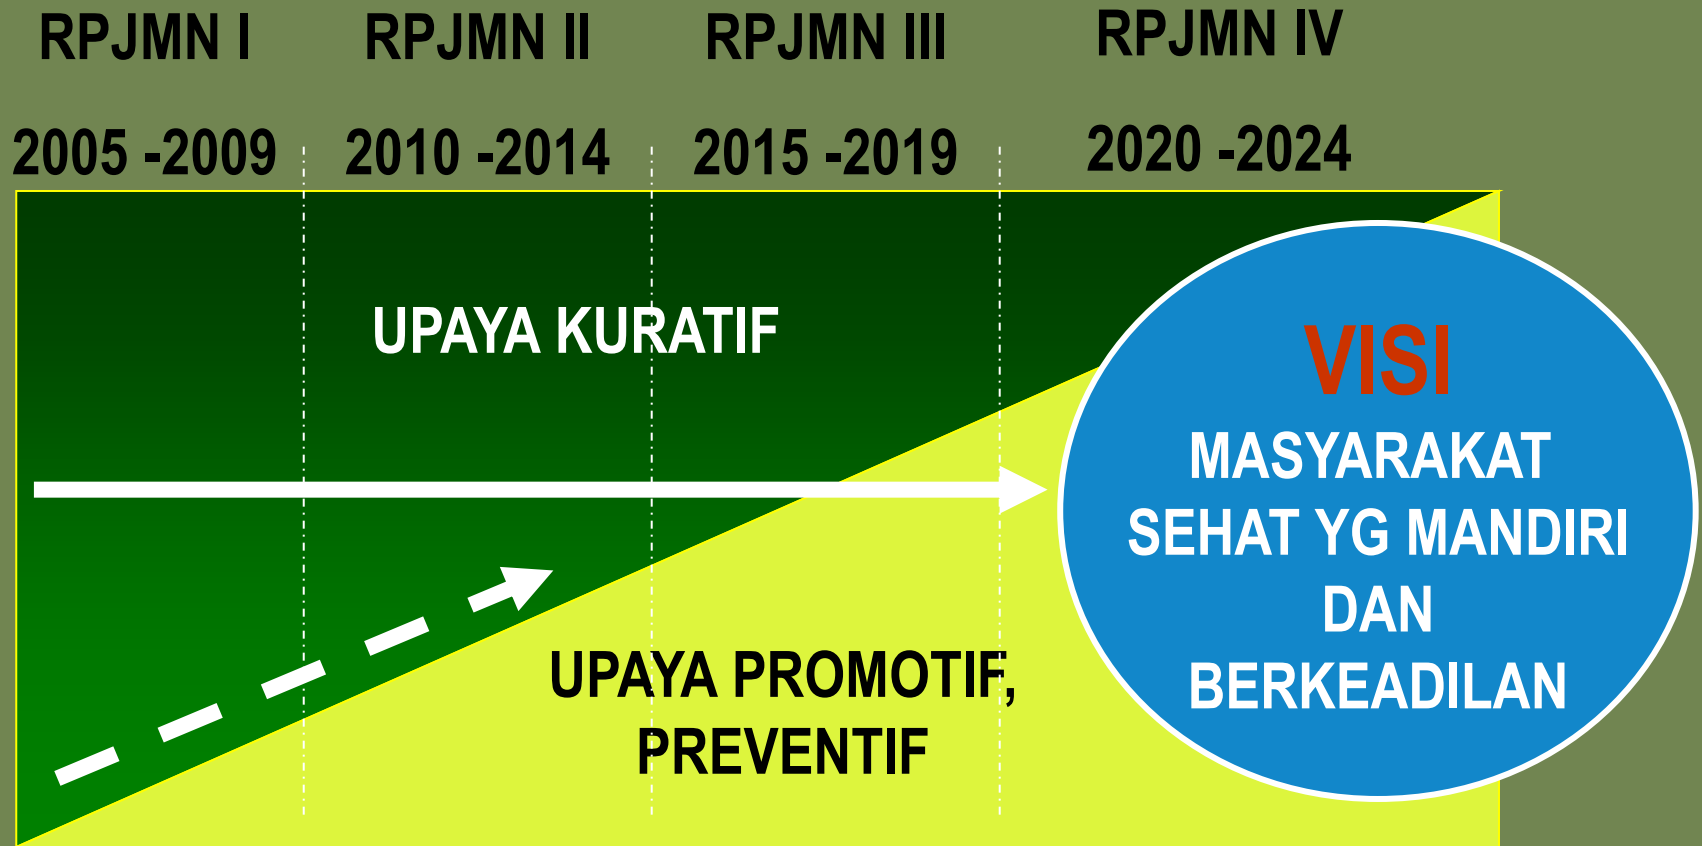 RPJMN I
RPJMN II
RPJMN III
RPJMN IV
2005 -2009
2010 -2014
2015 -2019
2020 -2024
UPAYA KURATIF
UPAYA PROMOTIF,
PREVENTIF
VISI
MASYARAKAT
SEHAT YG MANDIRI
DAN
BERKEADILAN